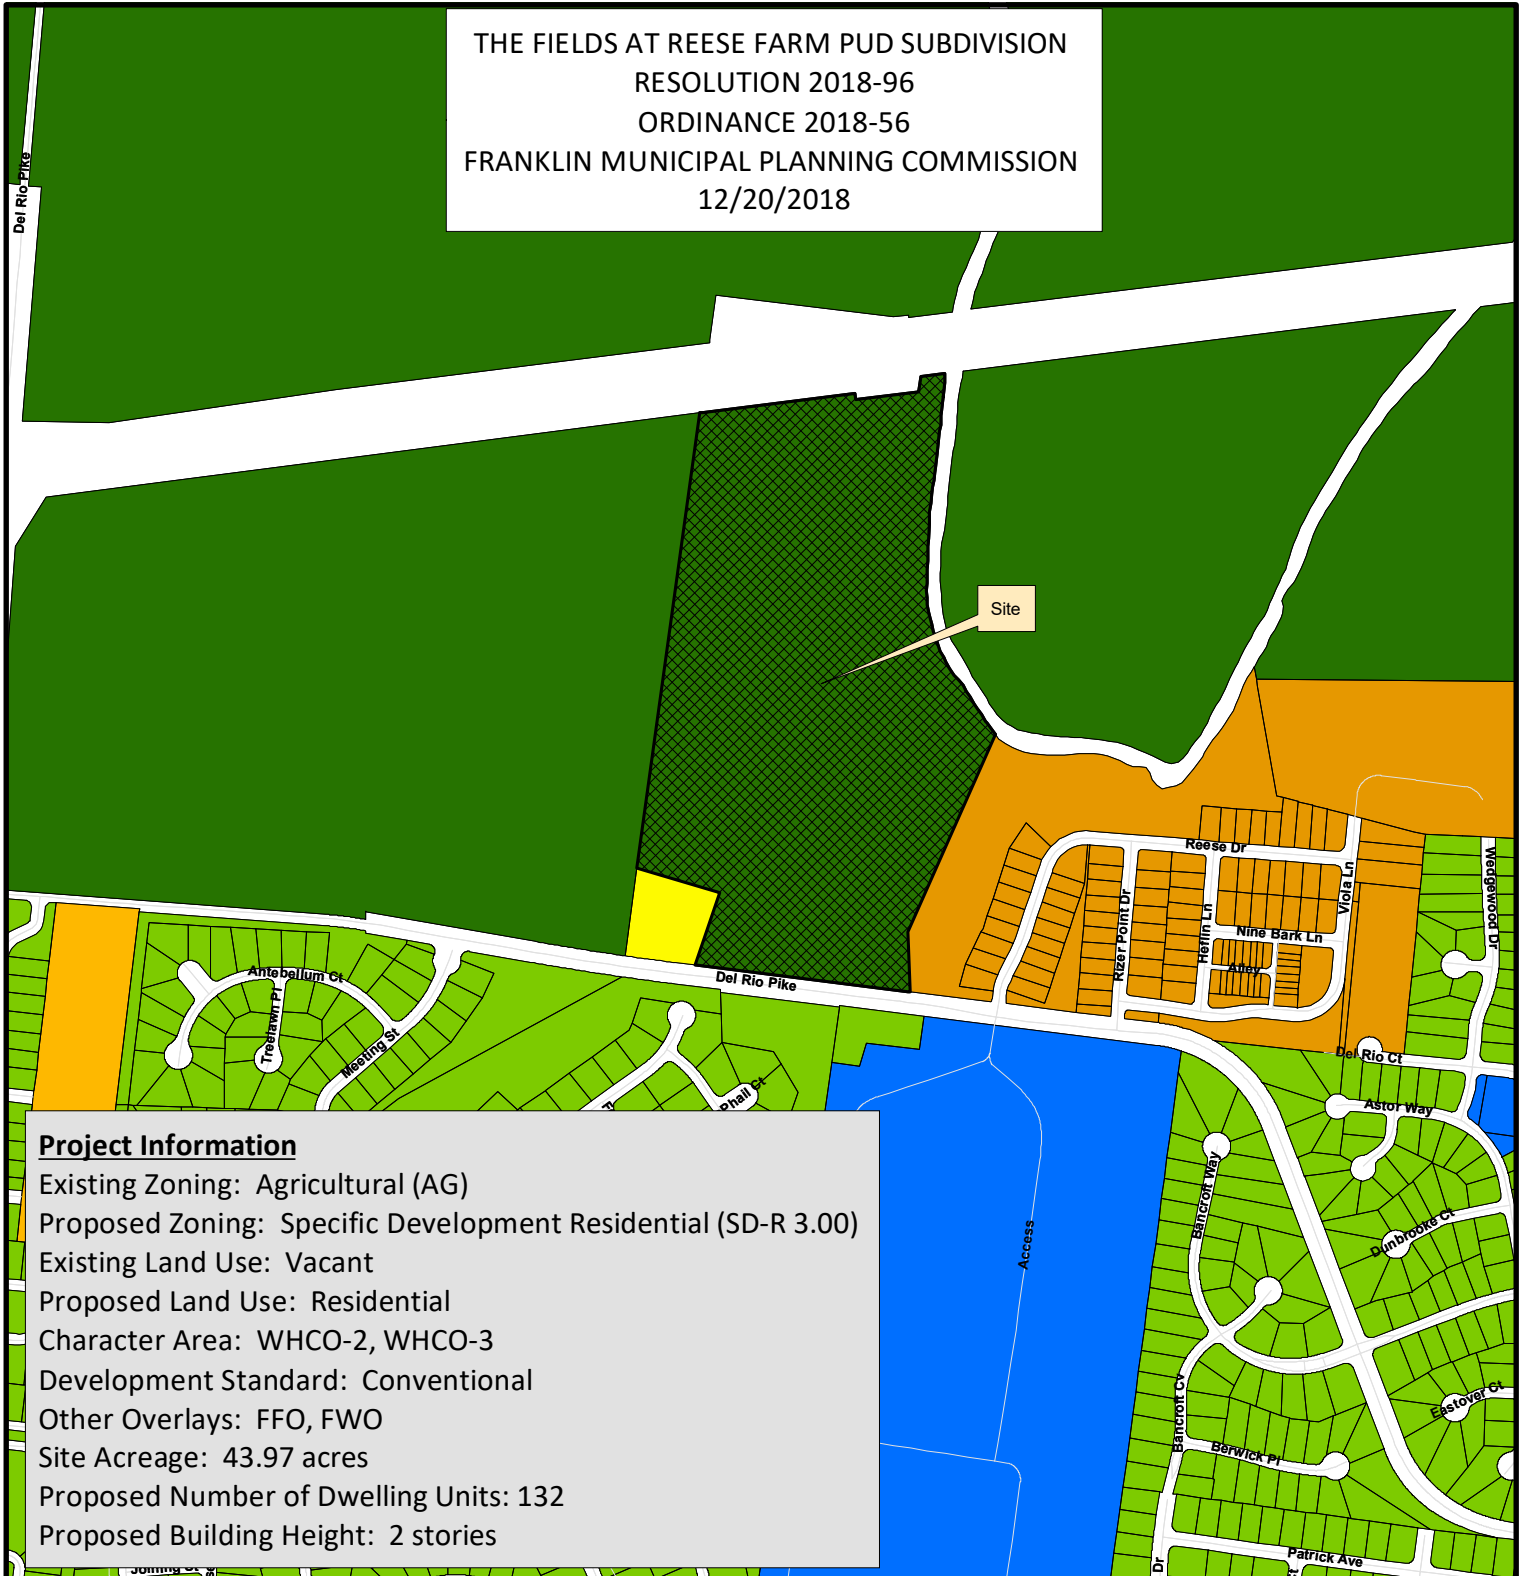 THE FIELDS AT REESE FARM PUD SUBDIVISION
RESOLUTION 2018-96
ORDINANCE 2018-56
FRANKLIN MUNICIPAL PLANNING COMMISSION
12/20/2018
Del Rio Pike
Site
Reese Dr
Viola Ln
Wedgewood Dr
Rizer Point Dr
Heflin Ln
Nine Bark Ln
Alley
Del Rio Pike
Antebellum Ct
Treelawn Pl
Meeting St
Phail Ct
Del Rio Ct
Astor Way
Bancroft Way
Dunbrooke Ct
Access
Eastover Ct
Bancroft Cv
Berwick Pl
Patrick Ave
Dr
Project Information
Existing Zoning: Agricultural (AG)
Proposed Zoning: Specific Development Residential (SD-R 3.00)
Existing Land Use: Vacant
Proposed Land Use: Residential
Character Area: WHCO-2, WHCO-3
Development Standard: Conventional
Other Overlays: FFO, FWO
Site Acreage: 43.97 acres
Proposed Number of Dwelling Units: 132
Proposed Building Height: 2 stories